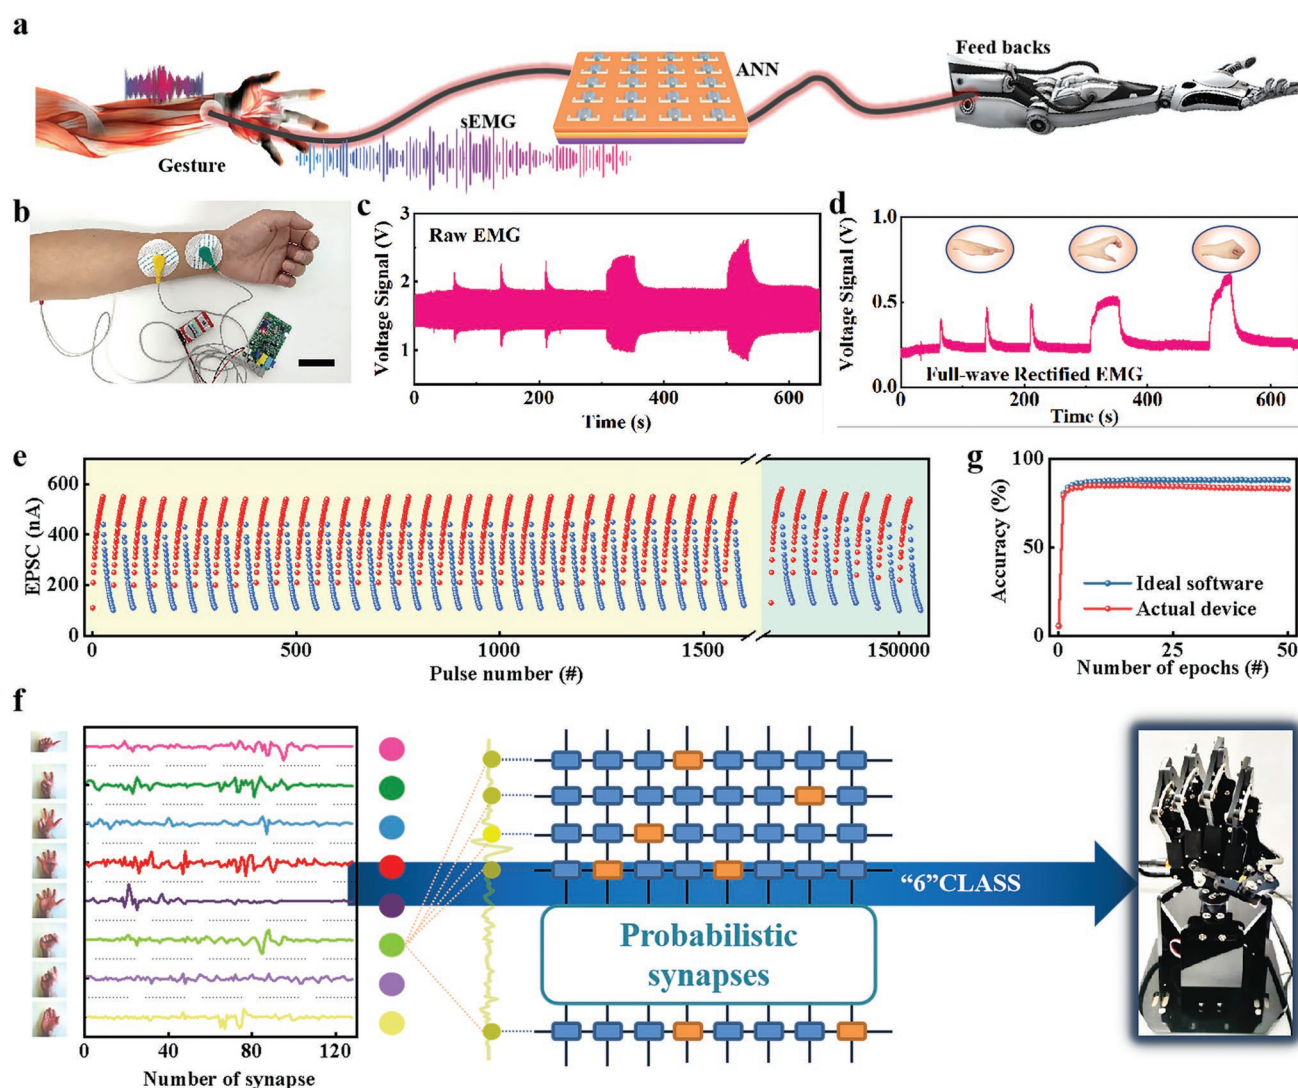 a
Gesture
sEMG
ANN
Feed backs
b
c
Raw EMG
Voltage Signal (V)
3
2
1
0
200
400
600
Time (s)
d
Voltage Signal (V)
1.0
0.5
0.0
Full-wave Rectified EMG
0
200
400
600
Time (s)
e
EPSC (nA)
600
400
200
0
0
500
1000
1500
150000
Pulse number (#)
g
Accuracy (%)
100
50
0
Ideal software
Actual device
0
25
50
Number of epochs (#)
f
0
40
80
120
Number of synapse
“6”CLASS
Probabilistic
synapses